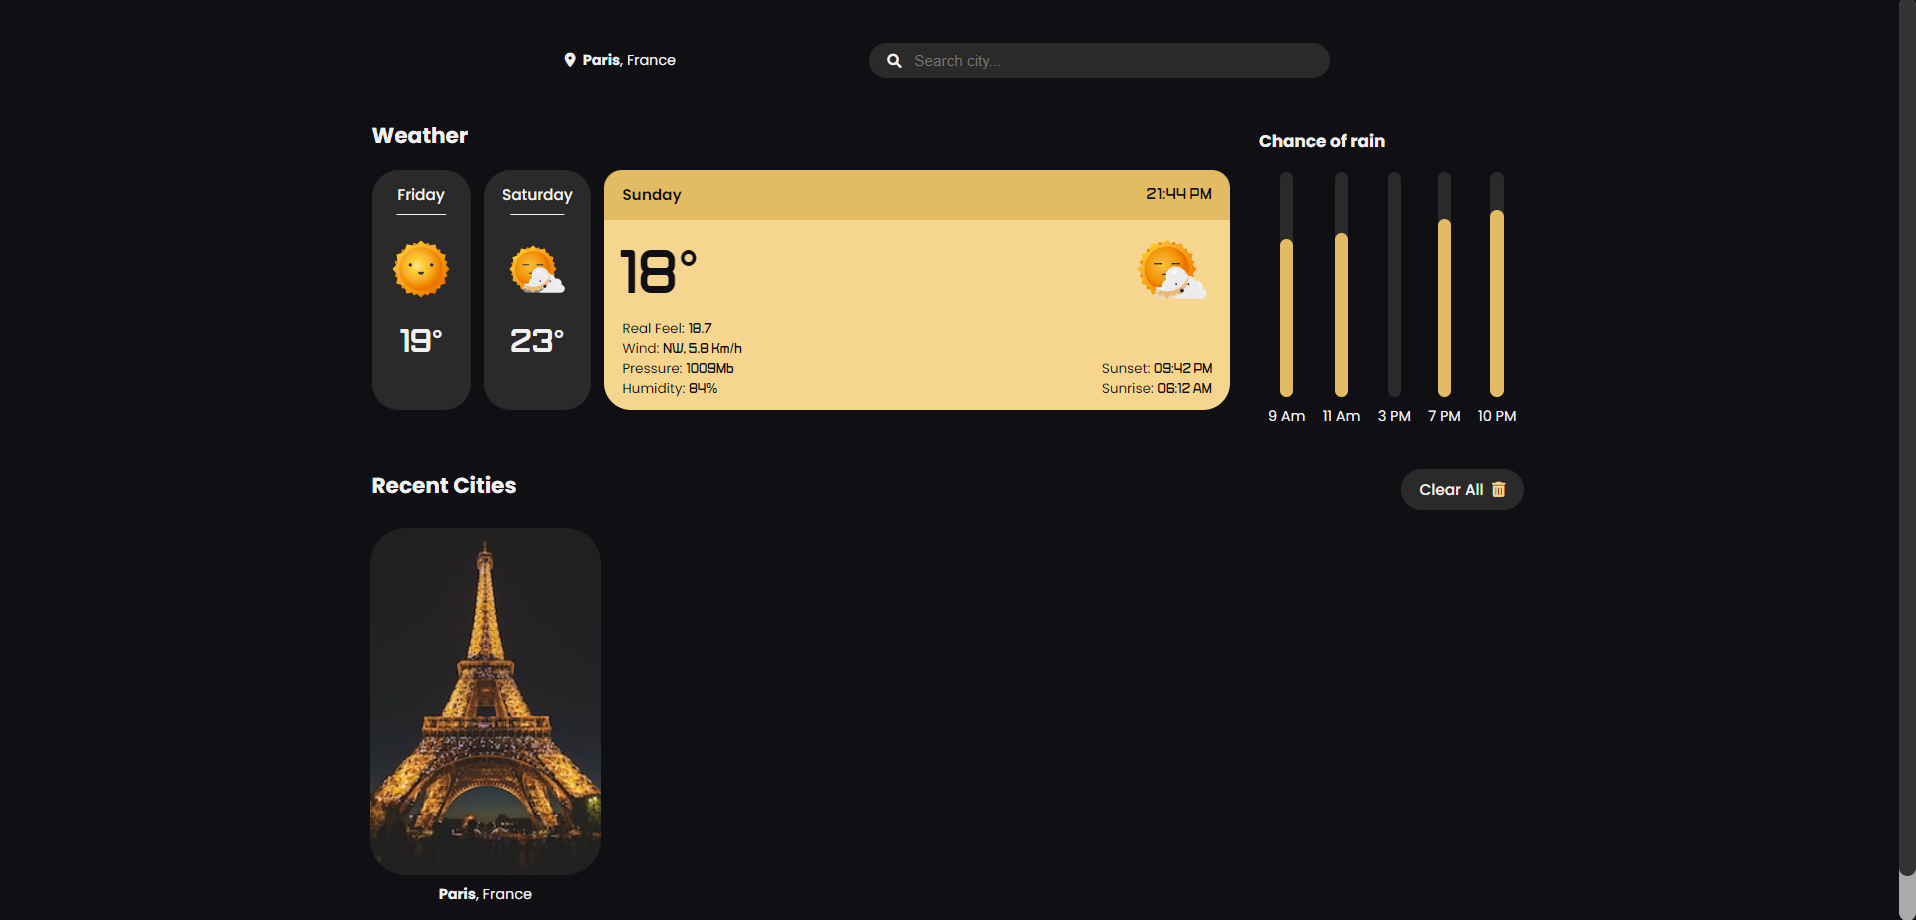 Paris, France
Search city...
Weather
Chance of rain
Friday
19°
Saturday
23°
Sunday
21:44 PM
18°
Real Feel: 18.7
Wind: NW, 5.8 Km/h
Pressure: 1009Mb
Humidity: 84%
Sunset: 09:42 PM
Sunrise: 06:12 AM
9 Am 11 Am 3 PM 7 PM 10 PM
Recent Cities
Clear All
Paris, France